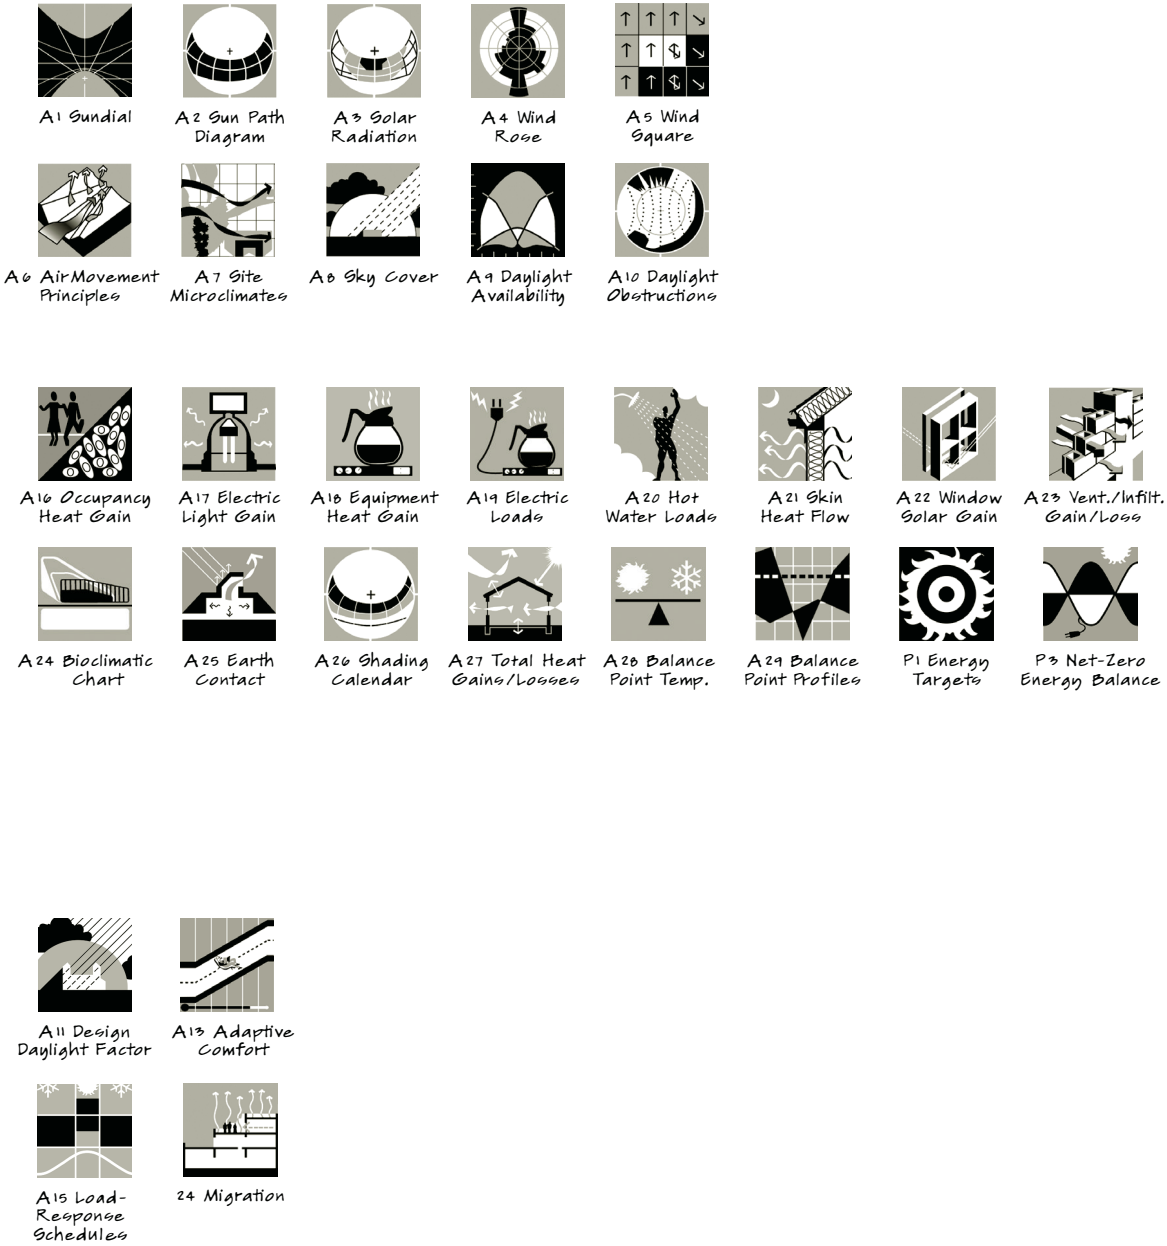 A1 Sundial
A2 Sun Path
Diagram
A3 Solar
Radiation
A4 Wind
Rose
A5 Wind
Square
A6 Air Movement
Principles
A7 Site
Microclimates
A8 Sky Cover
A9 Daylight
Availability
A10 Daylight
Obstructions
A16 Occupancy
Heat Gain
A17 Electric
Light Gain
A18 Equipment
Heat Gain
A19 Electric
Loads
A20 Hot
Water Loads
A21 Skin
Heat Flow
A22 Window
Solar Gain
A23 Vent./Infilt.
Gain/Loss
A24 Bioclimatic
Chart
A25 Earth
Contact
A26 Shading
Calendar
A27 Total Heat
Gains/Losses
A28 Balance
Point Temp.
A29 Balance
Point Profiles
P1 Energy
Targets
P3 Net-Zero
Energy Balance
A11 Design
Daylight Factor
A13 Adaptive
Comfort
A15 Load-
Response
Schedules
24 Migration